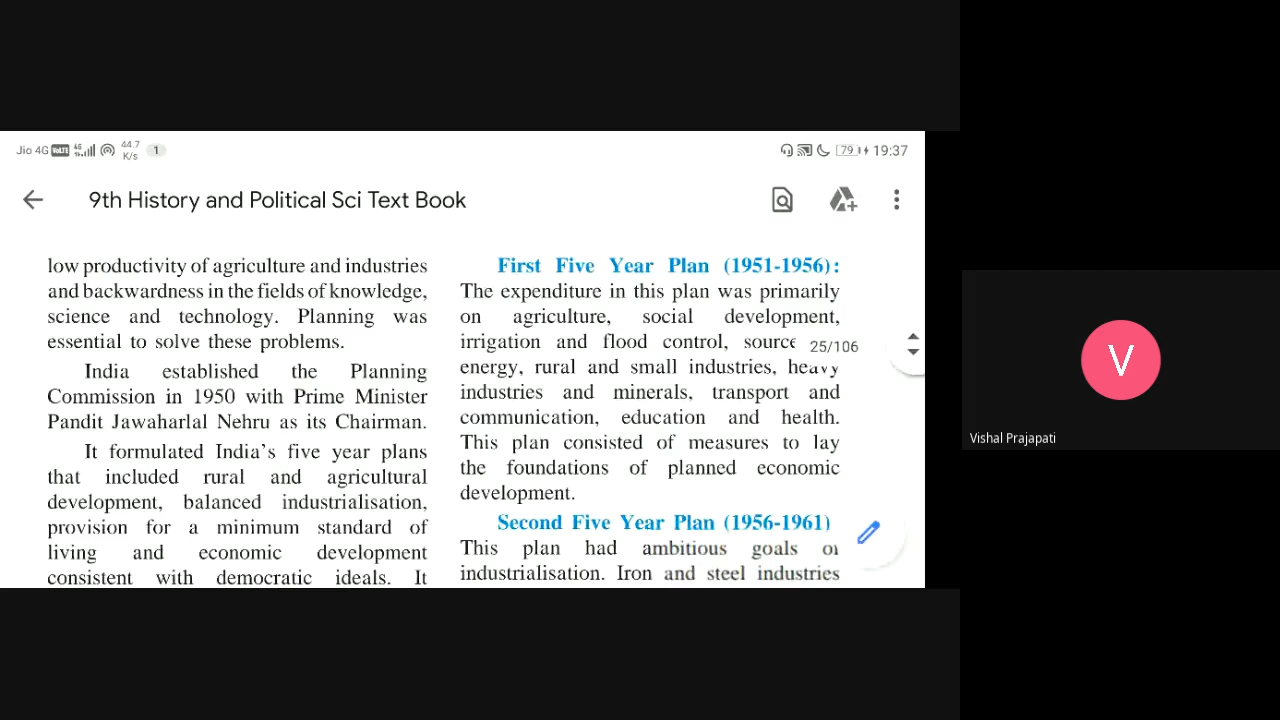 Jio 4G VoLTE 4G 44.7 K/s 1 79 19:37
9th History and Political Sci Text Book
low productivity of agriculture and industries
and backwardness in the fields of knowledge,
science and technology. Planning was
essential to solve these problems.
India established the Planning
Commission in 1950 with Prime Minister
Pandit Jawaharlal Nehru as its Chairman.
It formulated India's five year plans
that included rural and agricultural
development, balanced industrialisation,
provision for a minimum standard of
living and economic development
consistent with democratic ideals. It
First Five Year Plan (1951-1956):
The expenditure in this plan was primarily
on agriculture, social development,
irrigation and flood control, source
energy, rural and small industries, heavy
industries and minerals, transport and
communication, education and health.
This plan consisted of measures to lay
the foundations of planned economic
development.
Second Five Year Plan (1956-1961)
This plan had ambitious goals
industrialisation. Iron and steel industries
25/106
V
Vishal Prajapati